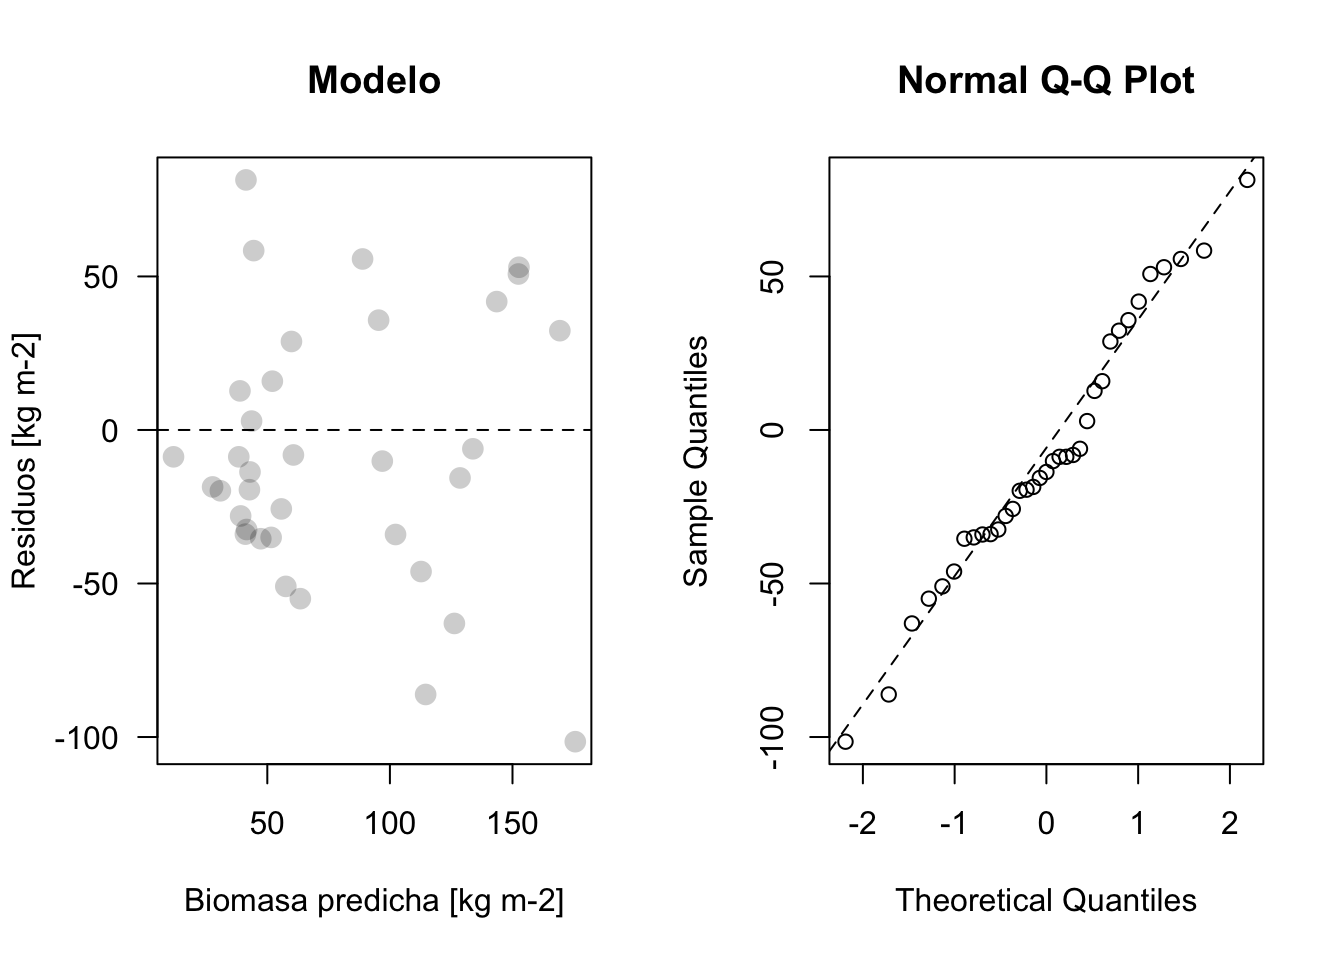 Modelo
Residuos [kg m-2]
50
0
-50
-100
50 100 150
Biomasa predicha [kg m-2]
Normal Q-Q Plot
Sample Quantiles
50
0
-50
-100
-2 -1 0 1 2
Theoretical Quantiles